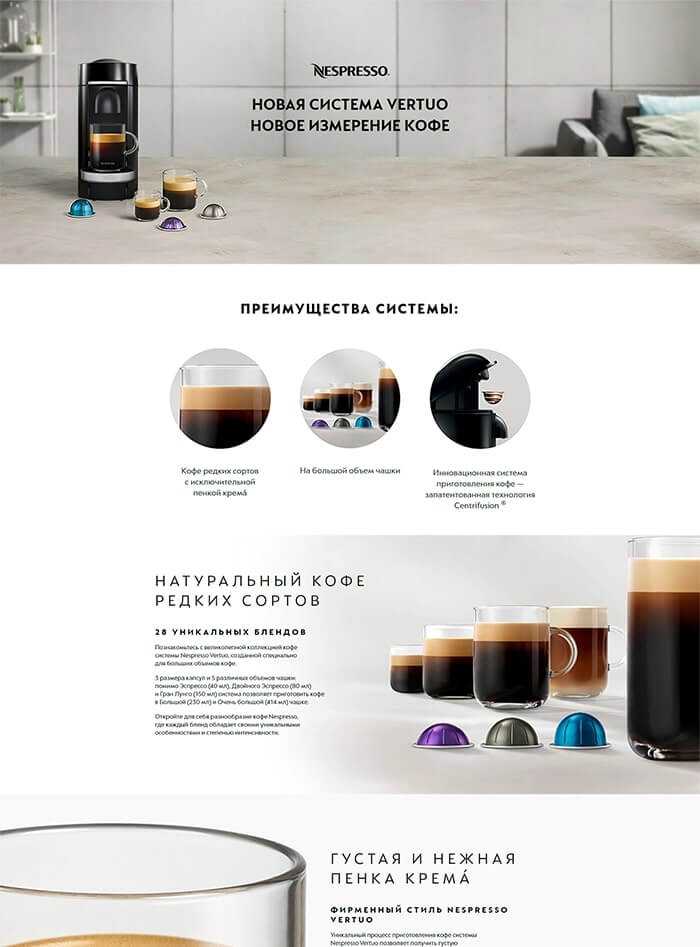 NESPRESSO.
НОВАЯ СИСТЕМА VERTUO
НОВОЕ ИЗМЕРЕНИЕ КОФЕ
ПРЕИМУЩЕСТВА СИСТЕМЫ:
Кофе редких сортов
с исключительной
пенкой кремá
На большой объем чашки
Инновационная система
приготовления кофе —
запатентованная технология
Centrifusion ®
НАТУРАЛЬНЫЙ КОФЕ
РЕДКИХ СОРТОВ
28 УНИКАЛЬНЫХ БЛЕНДОВ
Познакомьтесь с великолепной коллекцией кофе
системы Nespresso Vertuo, созданной специально
для больших объемов кофе.
3 размера капсул и 5 различных объемов чашки:
помимо Эспрессо (40 мл), Двойного Эспрессо (80 мл)
и Гран Лунго (150 мл) система позволяет приготовить кофе
в Большой (230 мл) и Очень большой (414 мл) чашке.
Откройте для себя разнообразие кофе Nespresso,
где каждый бленд обладает своими уникальными
особенностями и степенью интенсивности.
ГУСТАЯ И НЕЖНАЯ
ПЕНКА КРЕМÁ
ФИРМЕННЫЙ СТИЛЬ NESPRESSO
VERTUO
Уникальный процесс приготовления кофе системы
Nespresso Vertuo позволяет получить густую